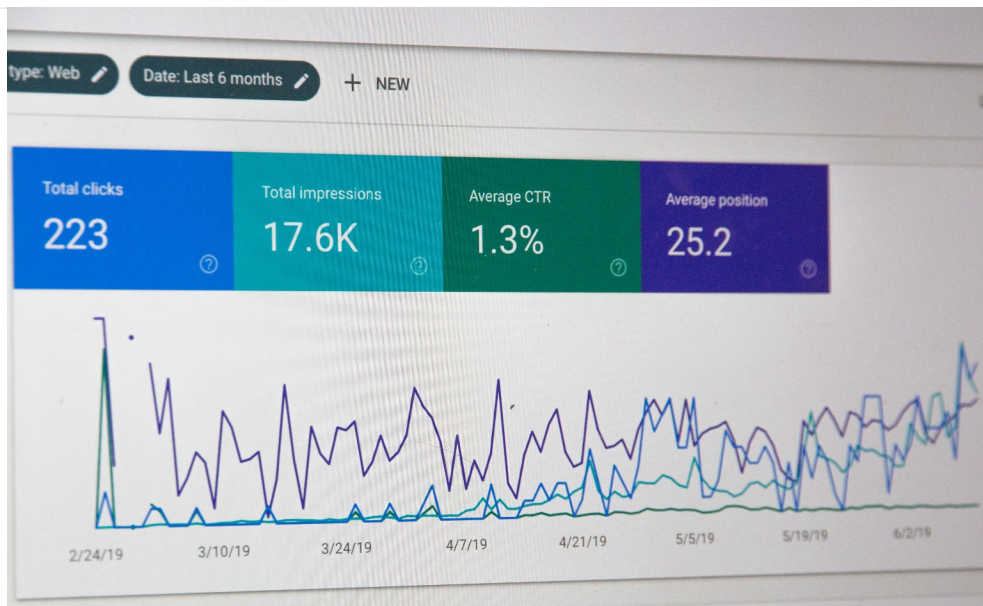 type: Web
Date: Last 6 months
+ NEW
Total clicks
223
Total impressions
17.6K
Average CTR
1.3%
Average position
25.2
2/24/19
3/10/19
3/24/19
4/7/19
4/21/19
5/5/19
5/19/19
6/2/19